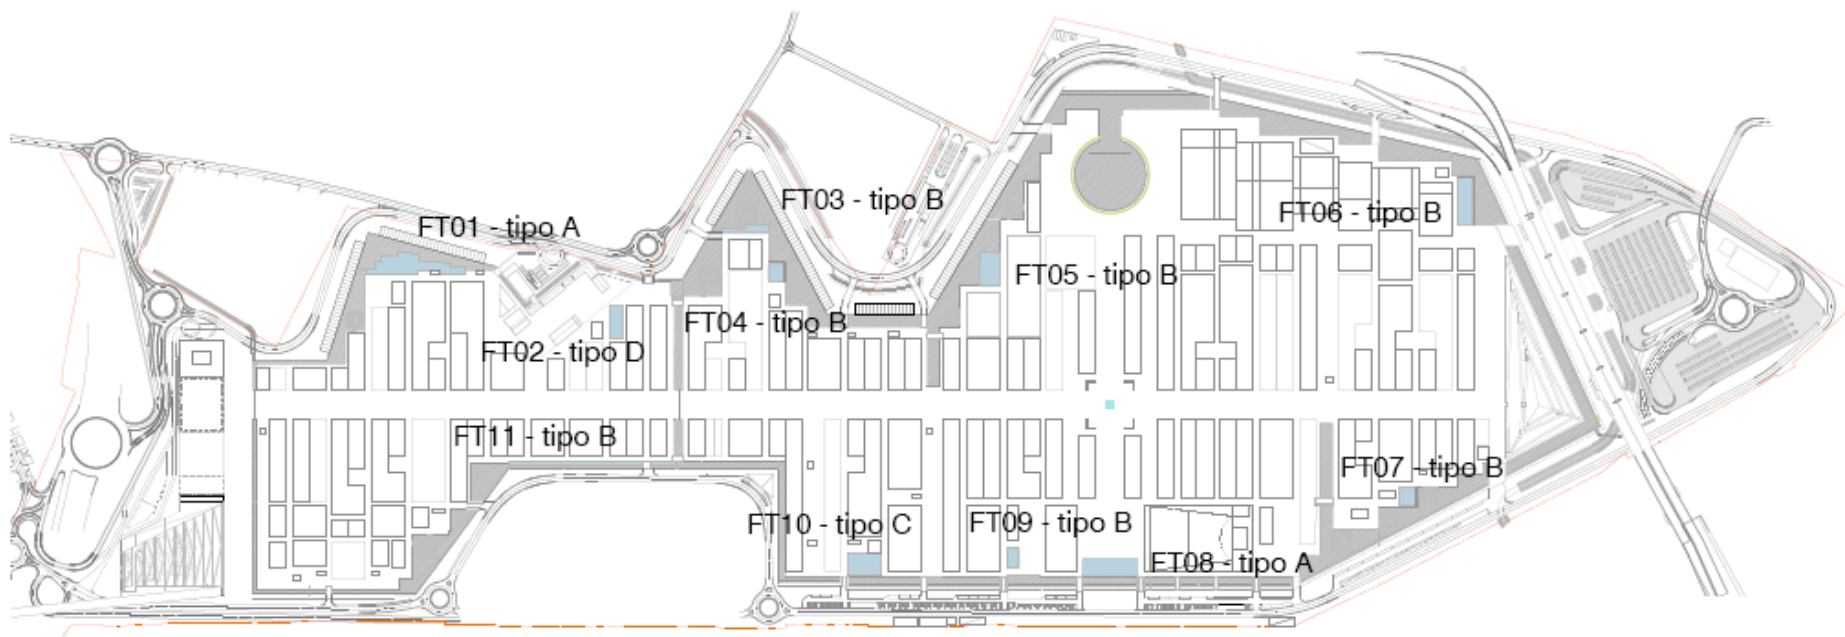 FT01 - tipo A
FT02 - tipo D
FT03 - tipo B
FT04 - tipo B
FT05 - tipo B
FT06 - tipo B
FT07 - tipo B
FT08 - tipo A
FT09 - tipo B
FT10 - tipo C
FT11 - tipo B